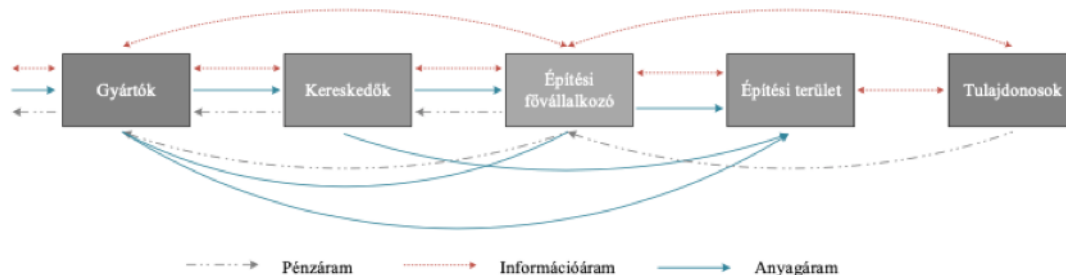 Gyártók
Kereskedők
Építési
fővállalkozó
Építési terület
Tulajdonosok
Pénzáram
Információáram
Anyagáram